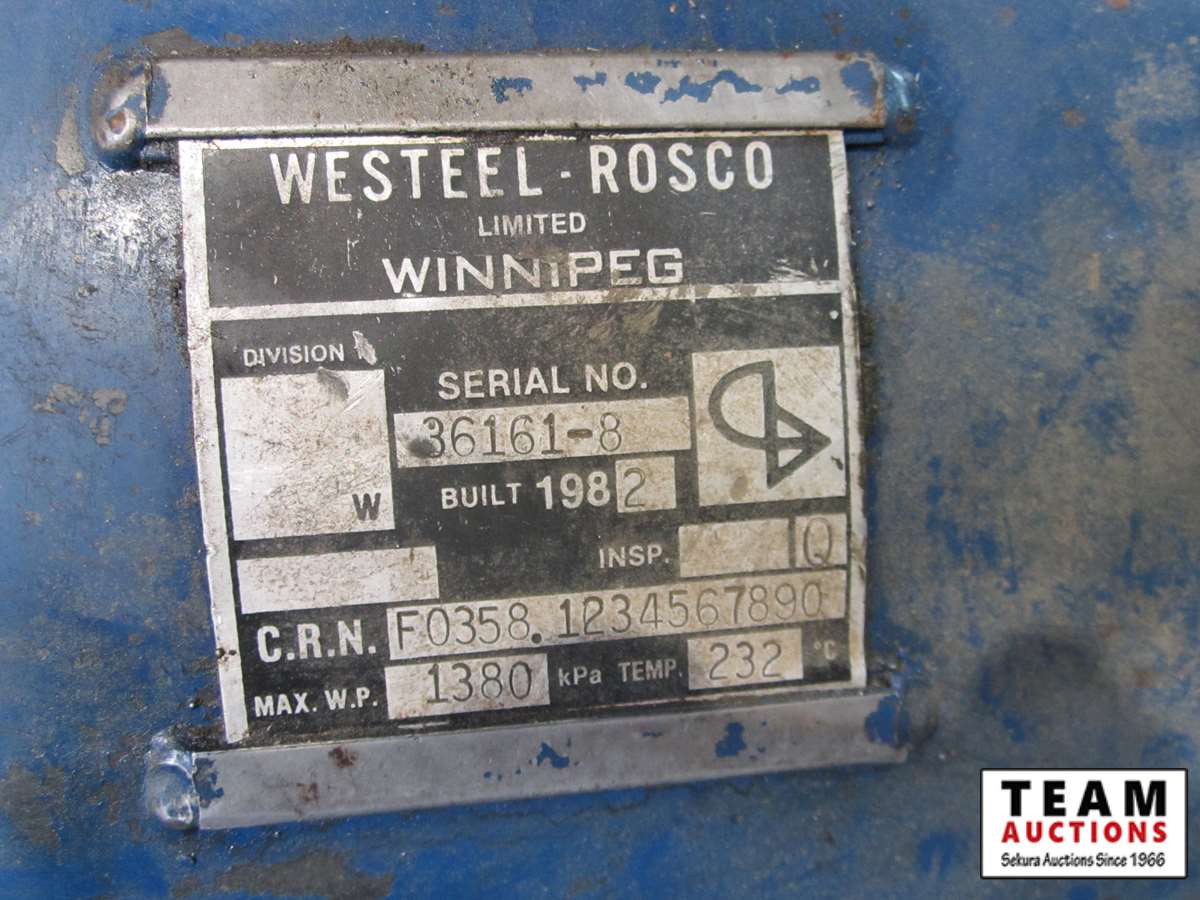 WESTEEL - ROSCO
LIMITED
WINNIPEG
DIVISION
W
SERIAL NO.
36161-8
BUILT 1982
INSP. Q
C.R.N. F0358.1234567890
MAX. W.P. 1380 kPa TEMP. 232 °C
TEAM
AUCTIONS
Sekura Auctions Since 1966